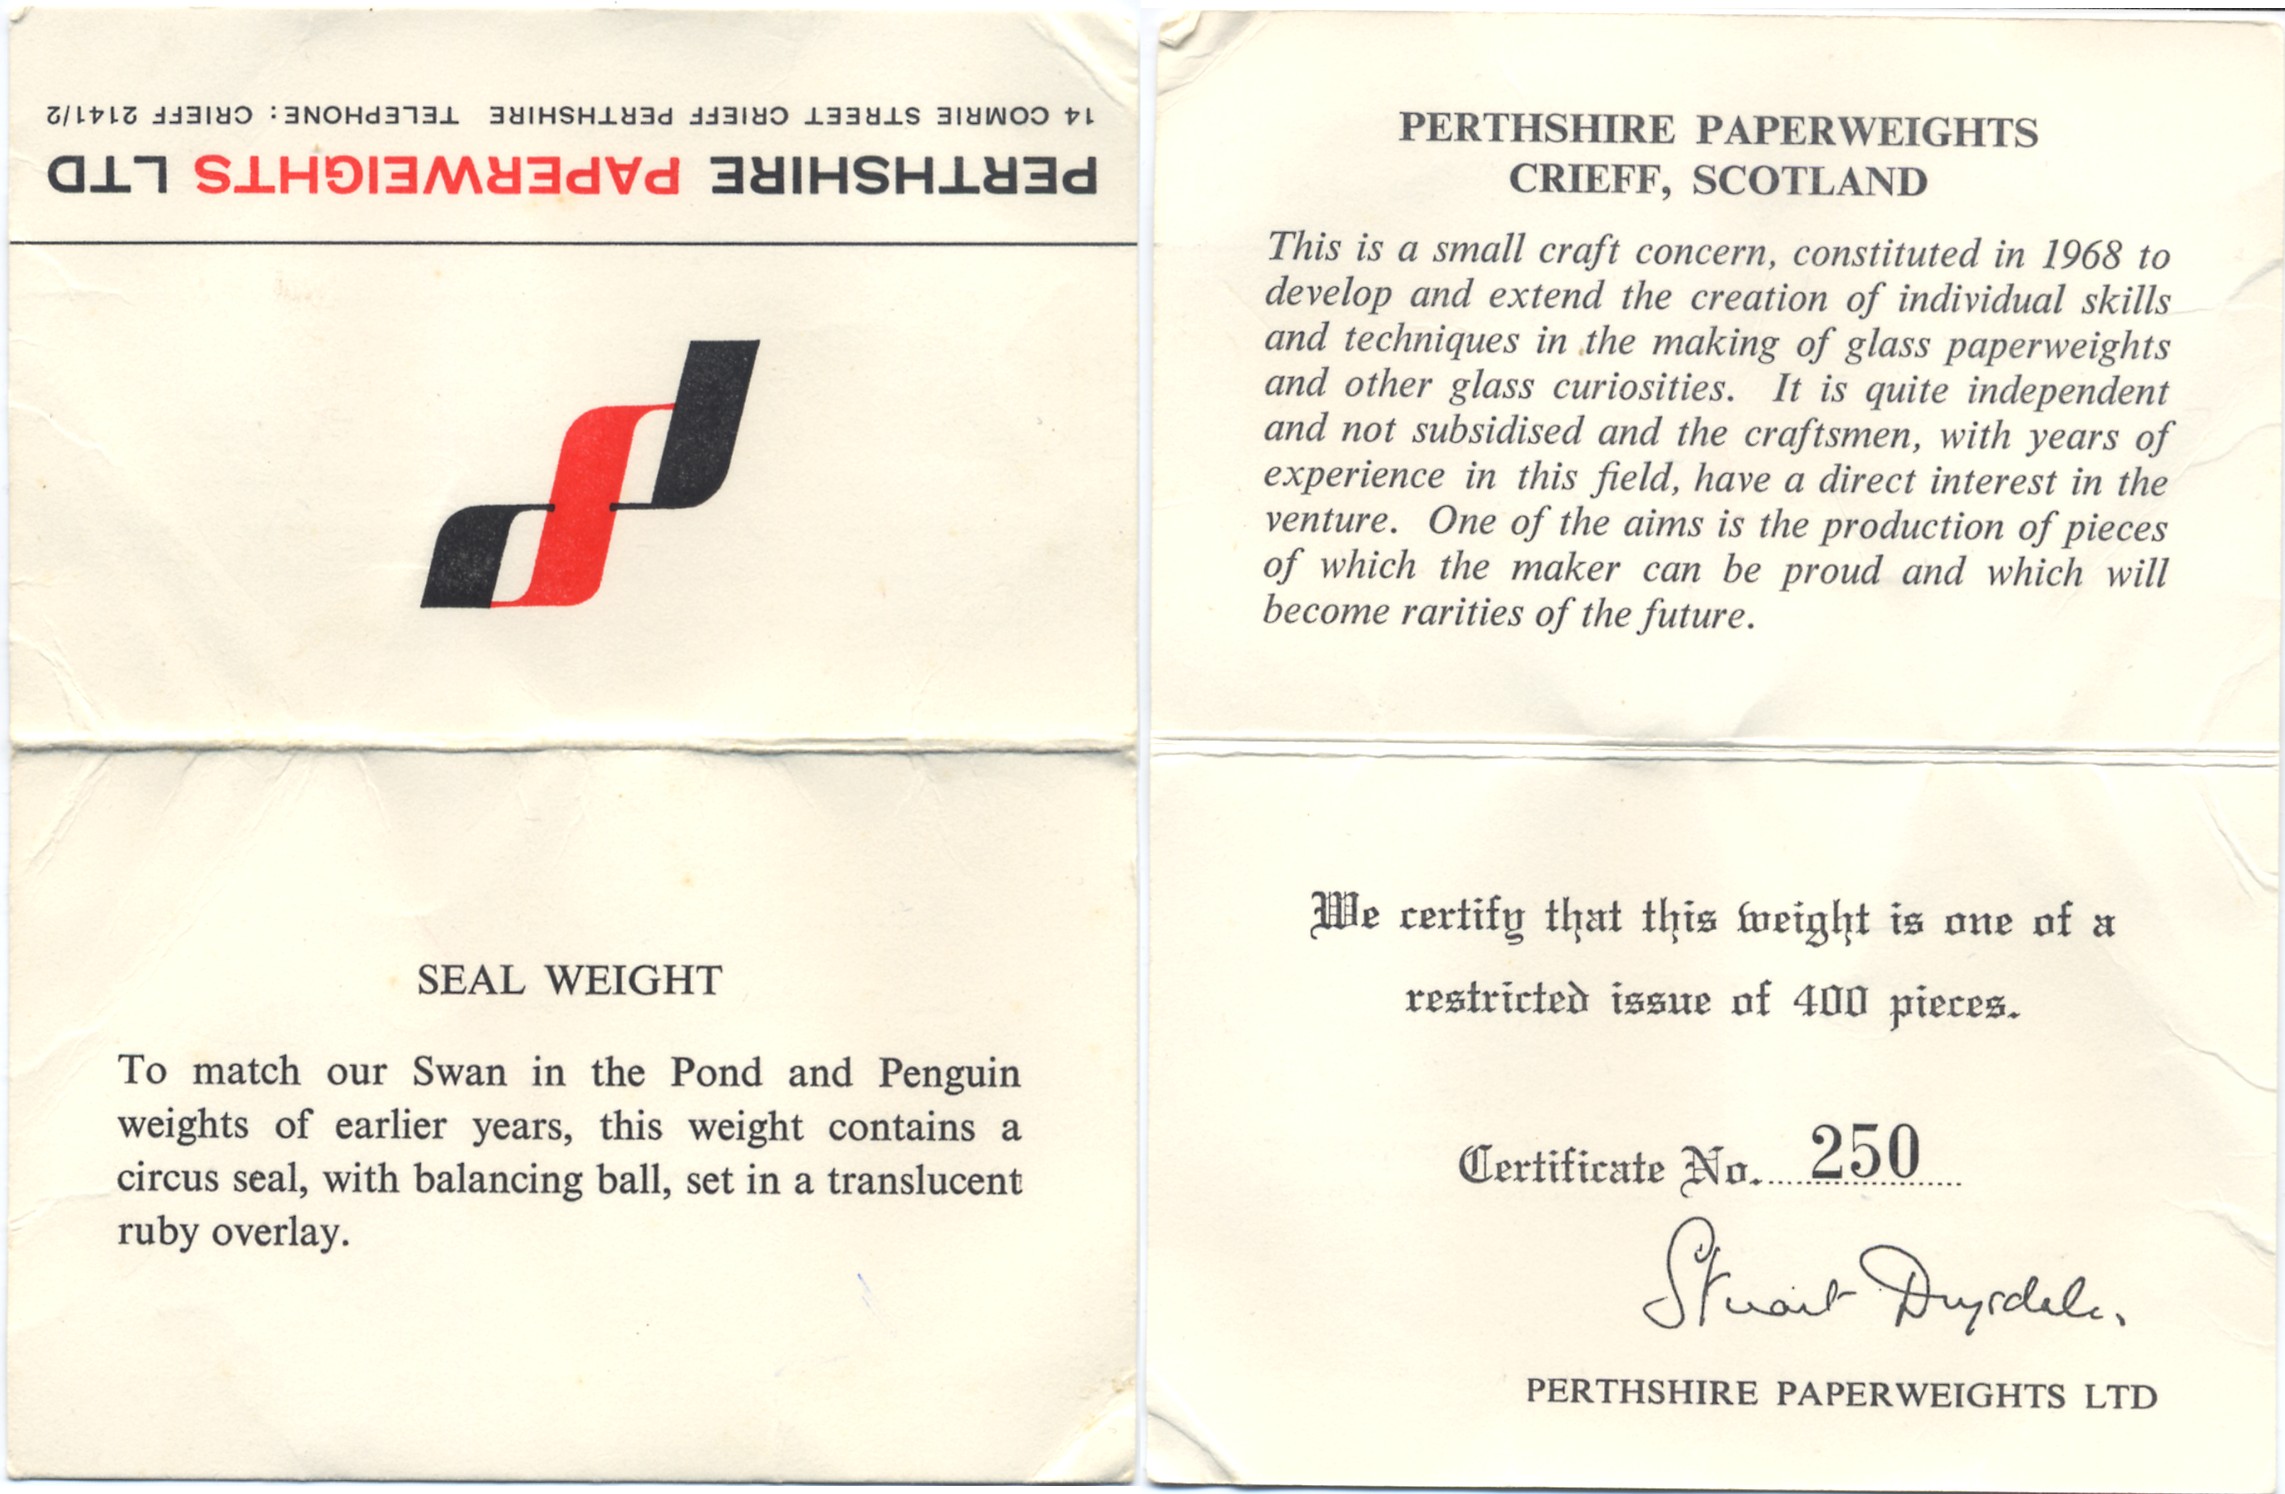 PERTHSHIRE PAPERWEIGHTS LTD
14 COMRIE STREET CRIEFF PERTHSHIRE TELEPHONE: CRIEFF 2141/2
SEAL WEIGHT
To match our Swan in the Pond and Penguin
weights of earlier years, this weight contains a
circus seal, with balancing ball, set in a translucent
ruby overlay.
PERTHSHIRE PAPERWEIGHTS
CRIEFF, SCOTLAND
This is a small craft concern, constituted in 1968 to
develop and extend the creation of individual skills
and techniques in the making of glass paperweights
and other glass curiosities. It is quite independent
and not subsidised and the craftsmen, with years of
experience in this field, have a direct interest in the
venture. One of the aims is the production of pieces
of which the maker can be proud and which will
become rarities of the future.
We certify that this weight is one of a
restricted issue of 400 pieces.
Certificate No. 250
Stuart Drysdale.
PERTHSHIRE PAPERWEIGHTS LTD